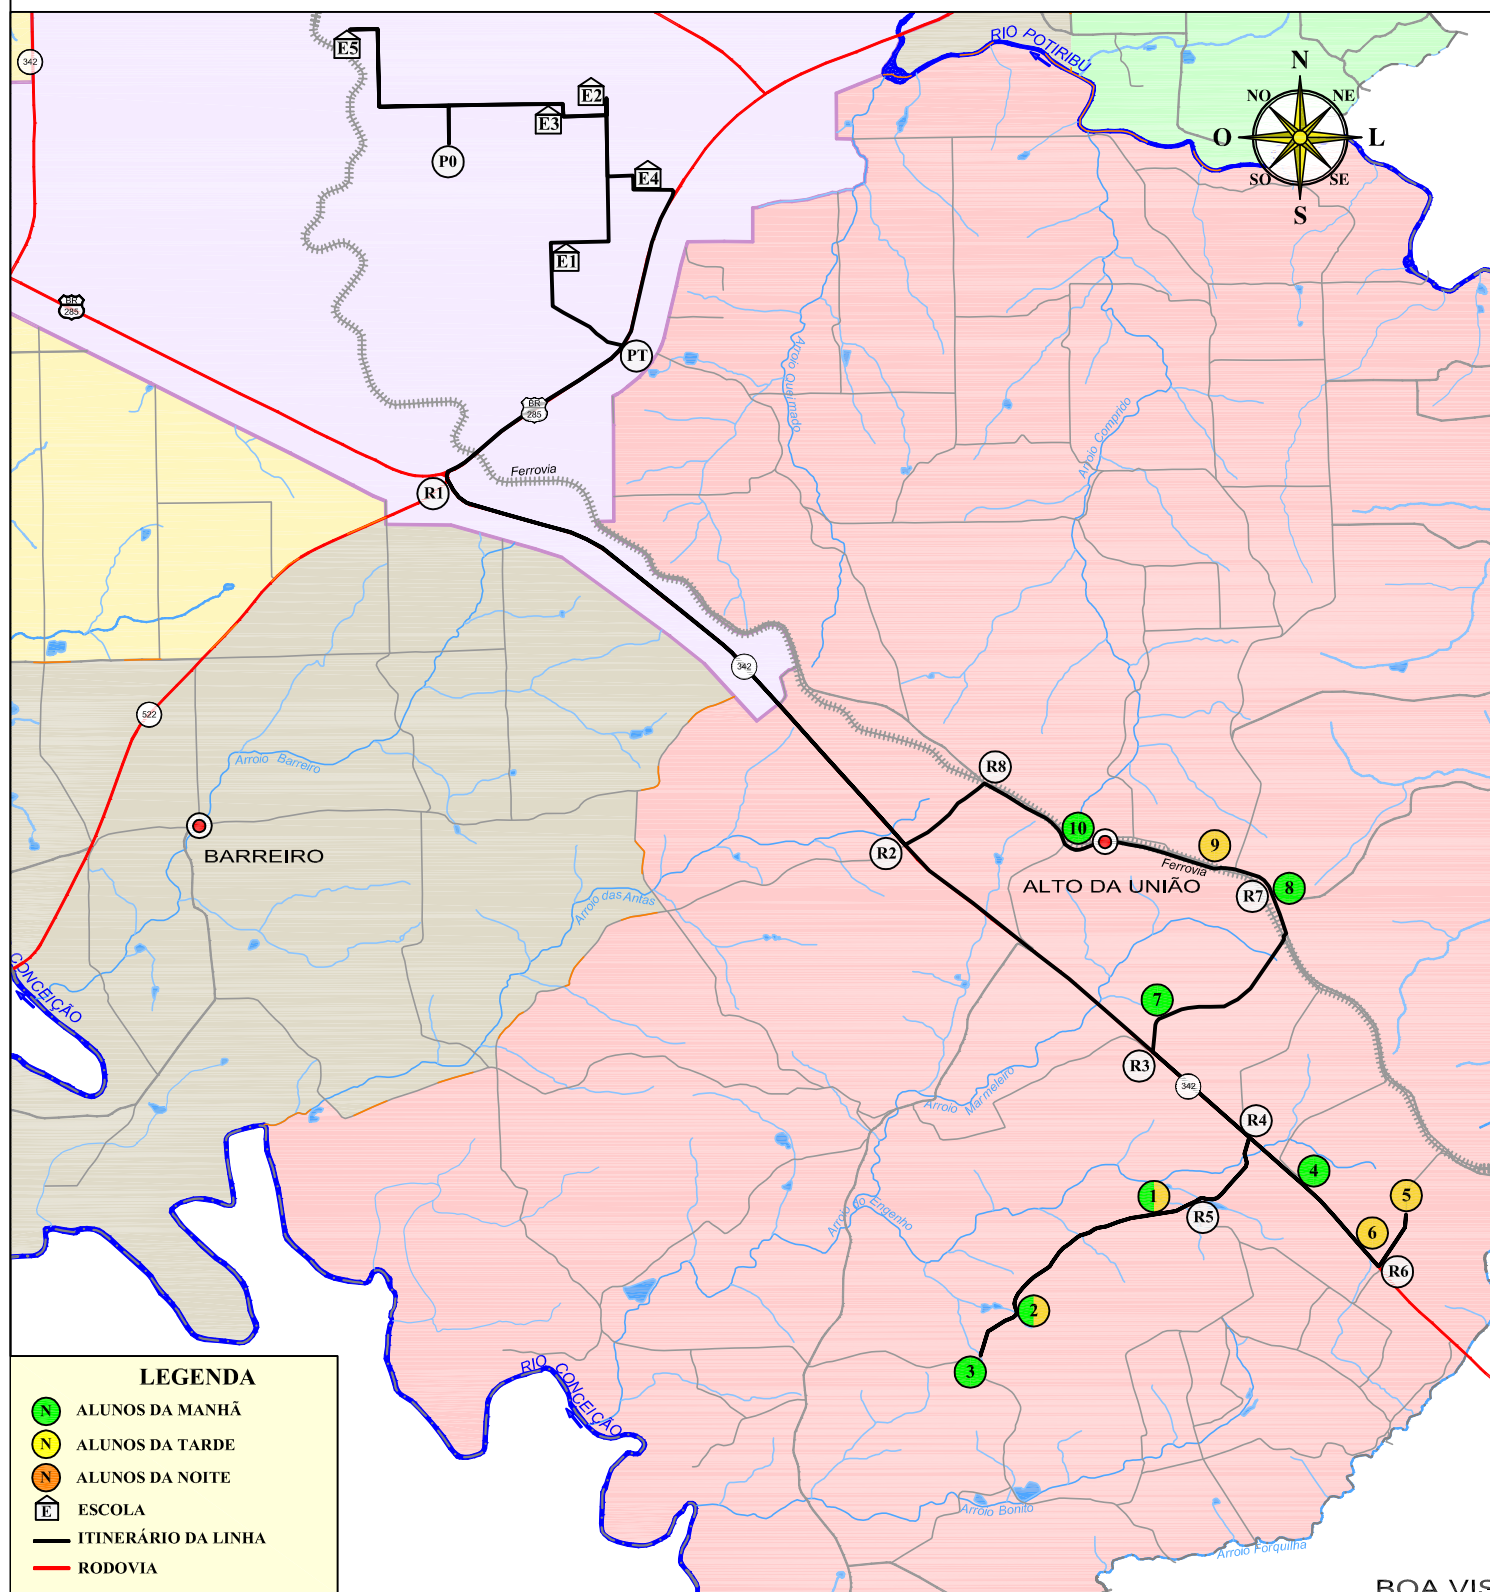 RIO POTIRIBÚ
N
NO
NE
O
L
SO
SE
S
E5
342
E2
E3
P0
E4
E1
BR
285
PT
BR
285
Arroio Queimado
Arroio Comprido
Ferrovia
R1
342
522
Arroio Barreiro
BARREIRO
R8
10
R2
9
Ferrovia
ALTO DA UNIÃO
R7
8
Arroio das Antas
CONCEIÇÃO
7
R3
342
Arroio Marmeleiro
R4
4
1
5
R5
Arroio do Engenho
6
R6
2
3
RIO CONCEIÇÃO
Arroio Bonito
Arroio Forquilha
BOA VIS
LEGENDA
N ALUNOS DA MANHÃ
N ALUNOS DA TARDE
N ALUNOS DA NOITE
E ESCOLA
ITINERÁRIO DA LINHA
RODOVIA